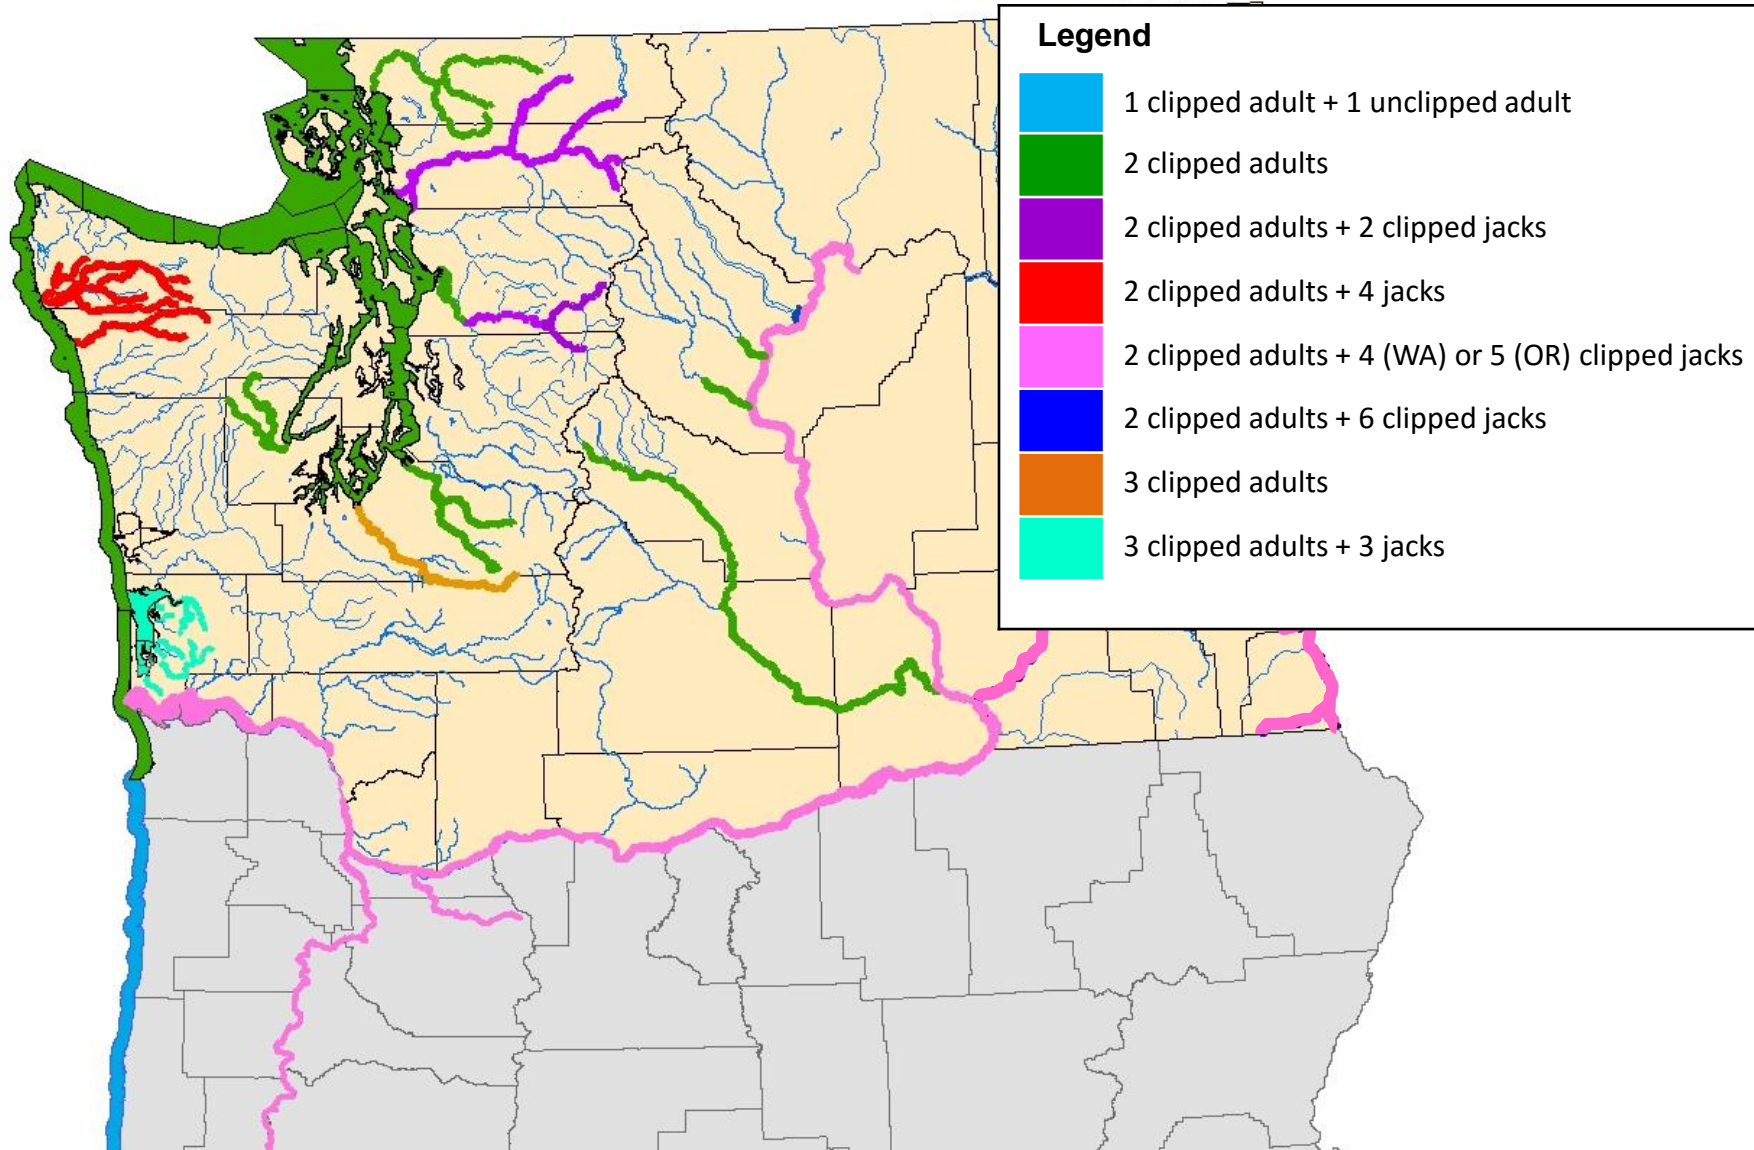 Legend
1 clipped adult + 1 unclipped adult
2 clipped adults
2 clipped adults + 2 clipped jacks
2 clipped adults + 4 jacks
2 clipped adults + 4 (WA) or 5 (OR) clipped jacks
2 clipped adults + 6 clipped jacks
3 clipped adults
3 clipped adults + 3 jacks